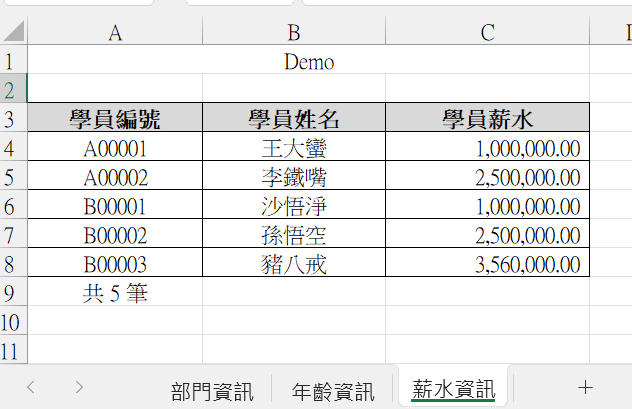 A B C
1 Demo
2
3 學員編號 學員姓名 學員薪水
4 A00001 王大蠻 1,000,000.00
5 A00002 李鐵嘴 2,500,000.00
6 B00001 沙悟淨 1,000,000.00
7 B00002 孫悟空 2,500,000.00
8 B00003 豬八戒 3,560,000.00
9 共 5 筆
10
11
部門資訊 年齡資訊 薪水資訊